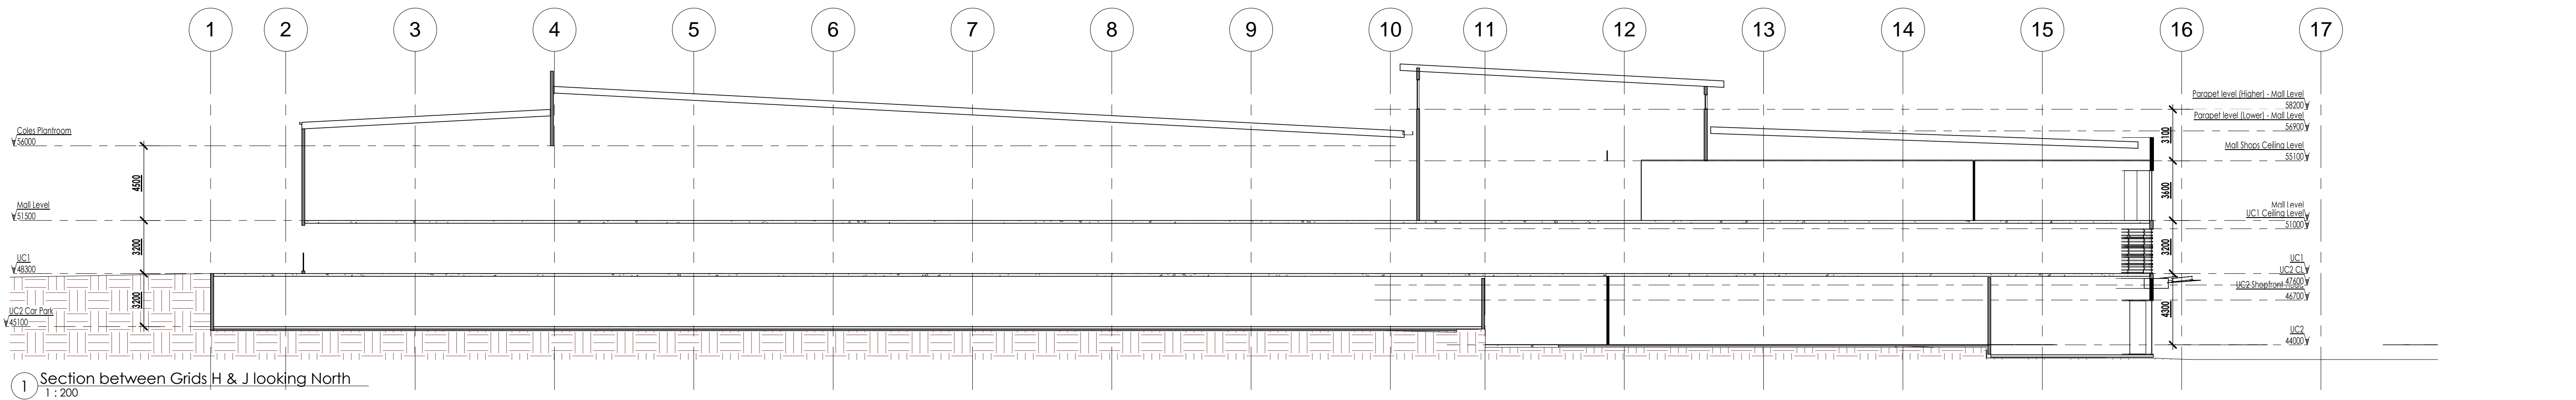 1 2 3 4 5 6 7 8 9 10 11 12 13 14 15 16 17
Coles Plantroom
56000
4500
Mall Level
51500
3200
UC1
48300
3200
UC2 Car Park
45100
Parapet level (Higher) - Mall Level
58200
Parapet level (Lower) - Mall Level
56900
3100
Mall Shops Ceiling Level
55100
3600
Mall Level
UC1 Ceiling Level
51000
3200
UC1
UC2 CL
47600
UC2 Shopfront
46700
4300
UC2
44000
1 Section between Grids H & J looking North
1 : 200